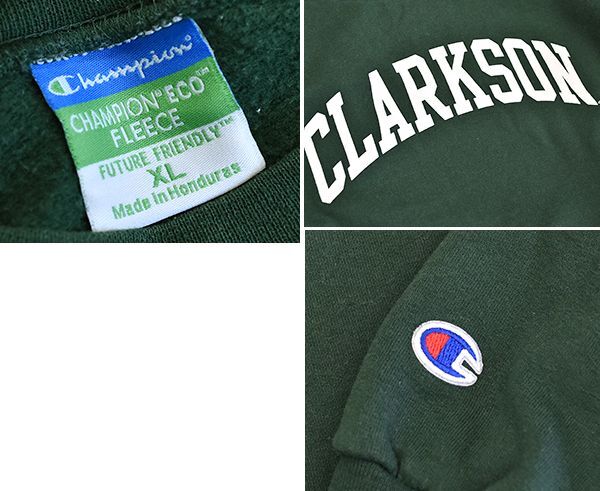 Champion
CHAMPION® ECO™
FLEECE
FUTURE FRIENDLY™
XL
Made in Honduras
CLARKSON